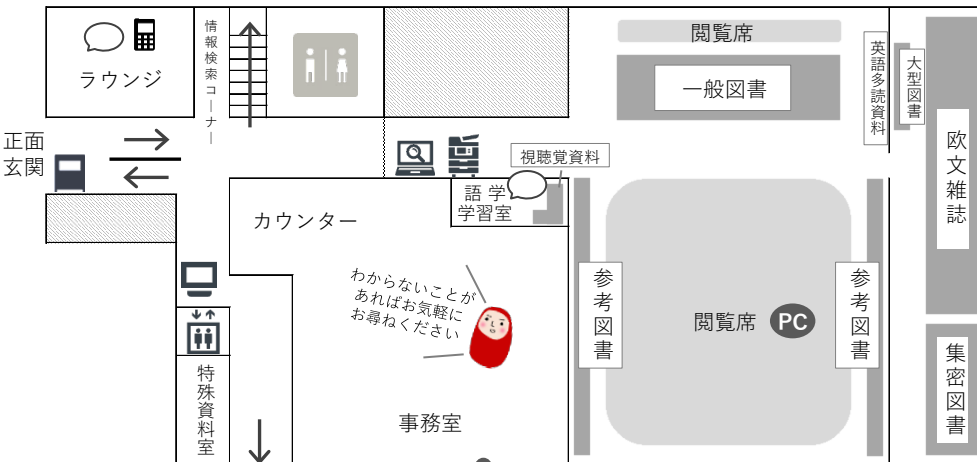 ラウンジ
情報検索コーナー
閲覧席
一般図書
英語多読資料
大型図書
欧文雑誌
正面
玄関
視聴覚資料
語学
学習室
カウンター
わからないことが
あればお気軽に
お尋ねください
参考図書
閲覧席
PC
参考図書
集密図書
特殊資料室
事務室